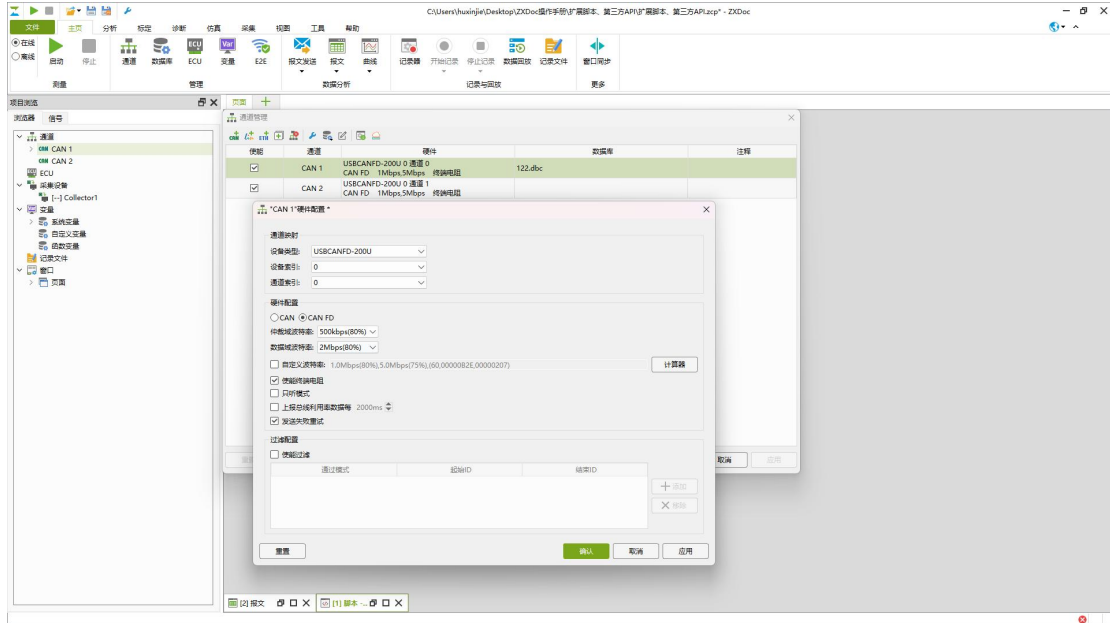 C:\Users\huxinjie\Desktop\ZXDoc操作手册\扩展脚本、第三方API\扩展脚本、第三方API.zcp* - ZXDoc
文件 主页 分析 标定 诊断 仿真 采集 视图 工具 帮助
在线
离线
启动 停止 通道 数据库 ECU 变量 E2E 报文发送 报文 曲线 记录器 开始记录 停止记录 数据回放 记录文件 窗口同步
测量 管理 数据分析 记录与回放 更多
项目浏览
浏览器 信号
通道
CAN CAN 1
CAN CAN 2
ECU
采集设备
[--] Collector1
变量
系统变量
自定义变量
函数变量
记录文件
窗口
页面
页面
通道管理
使能 通道 硬件 数据库 注释
CAN 1 USBCANFD-200U 0 通道 0 122.dbc
CAN FD 1Mbps,5Mbps 终端电阻
CAN 2 USBCANFD-200U 0 通道 1
CAN FD 1Mbps,5Mbps 终端电阻
"CAN 1"硬件配置 *
通道映射
设备类型: USBCANFD-200U
设备索引: 0
通道索引: 0
硬件配置
CAN CAN FD
仲裁域波特率: 500kbps(80%)
数据域波特率: 2Mbps(80%)
自定义波特率: 1.0Mbps(80%),5.0Mbps(75%),(60,00000B2E,00000207) 计算器
使能终端电阻
只听模式
上报总线利用率数据每 2000ms
发送失败重试
过滤配置
使能过滤
通过模式 起始ID 结束ID
添加
删除
重置 确认 取消 应用
取消 应用
[2] 报文 [1] 脚本 -...